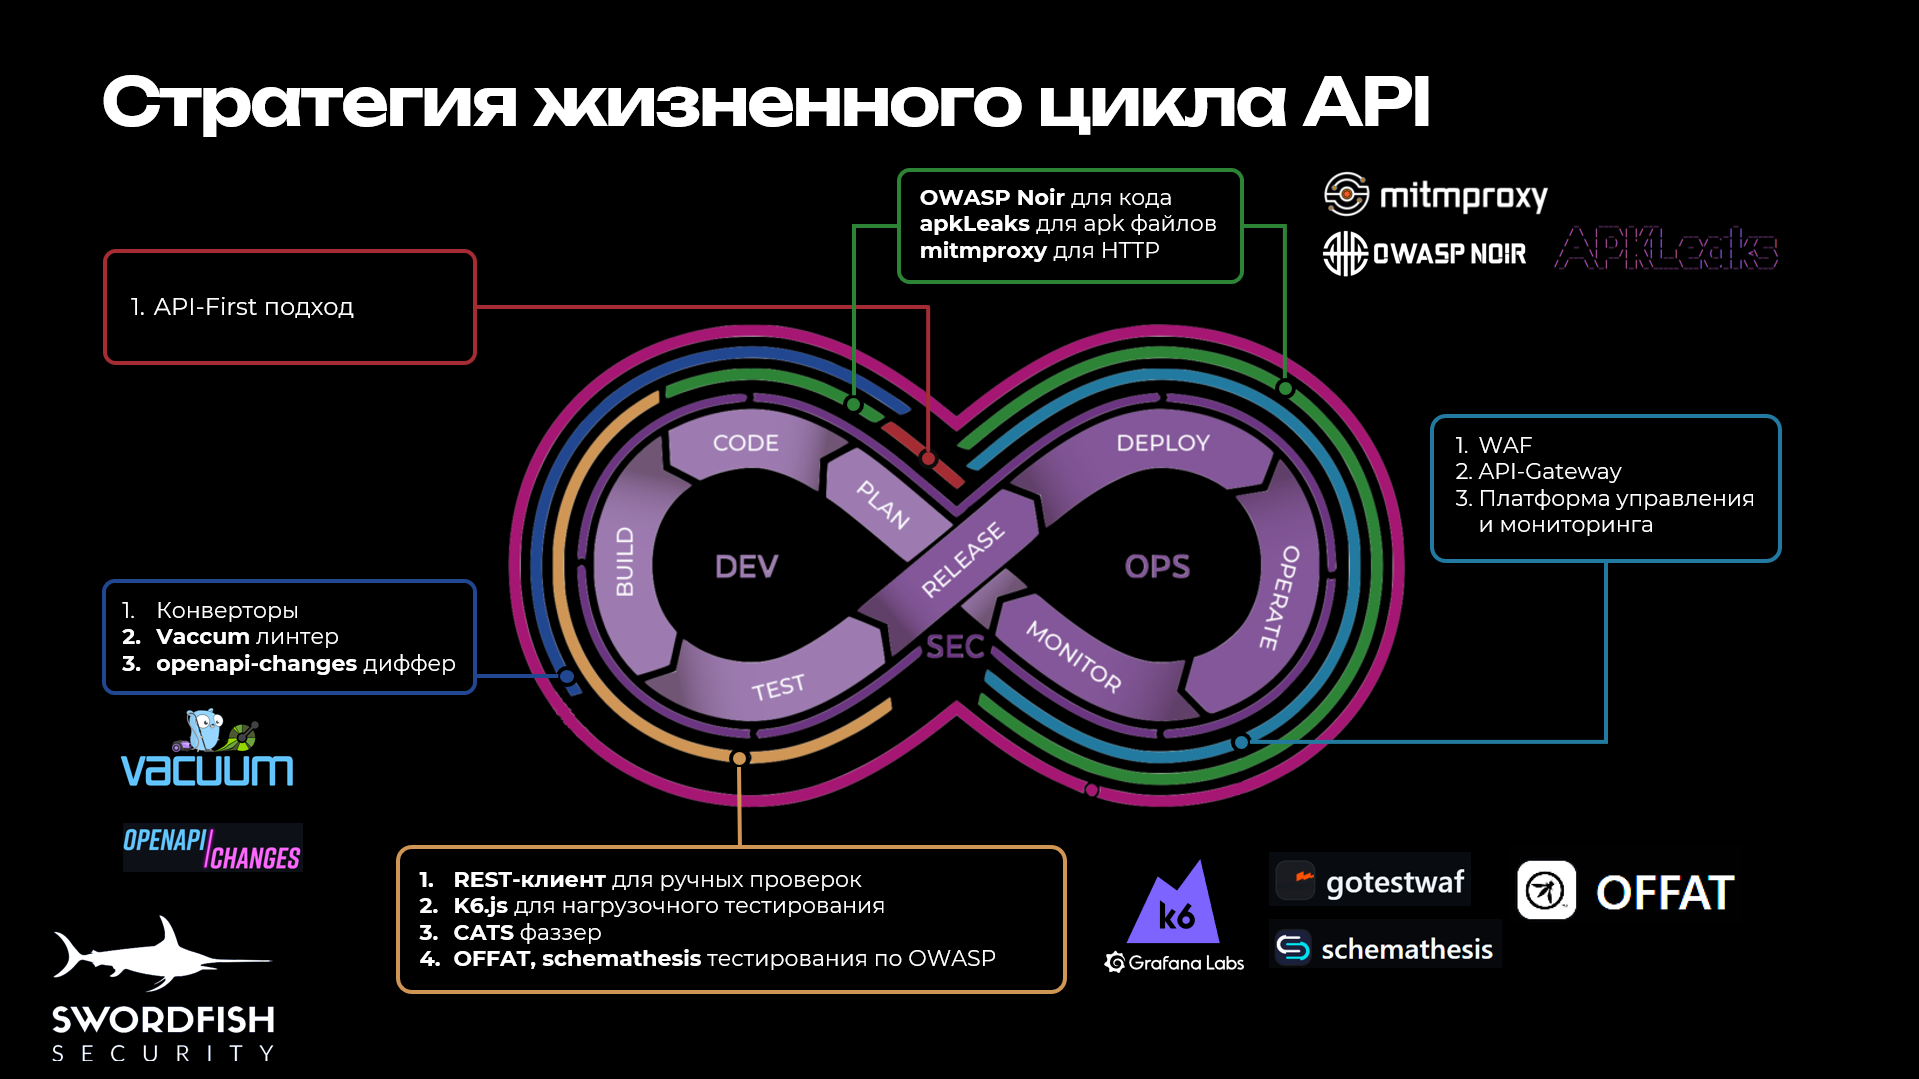 Стратегия жизненного цикла API
OWASP Noir для кода
apkLeaks для apk файлов
mitmproxy для HTTP
mitmproxy
OWASP NOIR
APKLeaks
1. API-First подход
1. WAF
2. API-Gateway
3. Платформа управления
и мониторинга
CODE
PLAN
BUILD
TEST
DEV
RELEASE
SEC
DEPLOY
OPERATE
MONITOR
OPS
1. Конверторы
2. Vaccum линтер
3. openapi-changes диффер
VACUUM
OPENAPI
CHANGES
1. REST-клиент для ручных проверок
2. K6.js для нагрузочного тестирования
3. CATS фаззер
4. OFFAT, schemathesis тестирования по OWASP
k6
Grafana Labs
gotestwaf
schemathesis
OFFAT
SWORDFISH
SECURITY